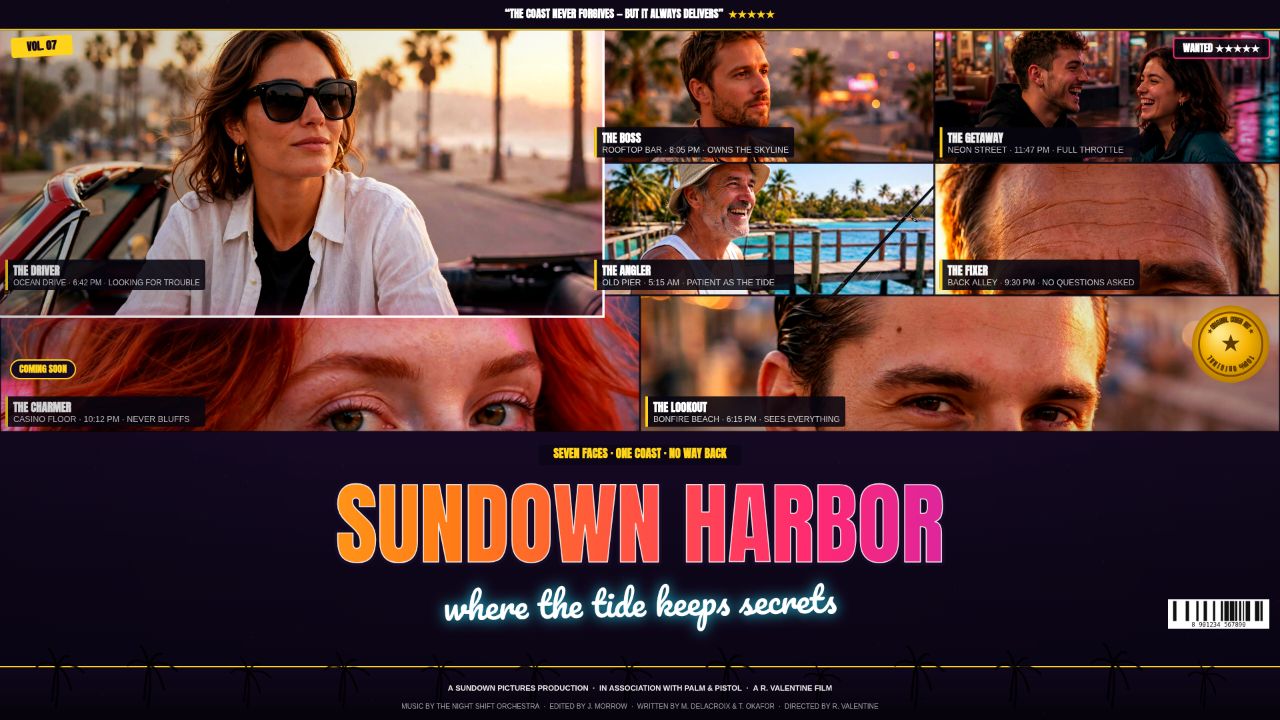 “THE COAST NEVER FORGIVES – BUT IT ALWAYS DELIVERS” ★★★★★
VOL. 07
WANTED ★★★★★
THE DRIVER
OCEAN DRIVE · 6:42 PM · LOOKING FOR TROUBLE
THE BOSS
ROOFTOP BAR · 8:05 PM · OWNS THE SKYLINE
THE GETAWAY
NEON STREET · 11:47 PM · FULL THROTTLE
THE ANGLER
OLD PIER · 5:15 AM · PATIENT AS THE TIDE
THE FIXER
BACK ALLEY · 9:30 PM · NO QUESTIONS ASKED
COMING SOON
THE CHARMER
CASINO FLOOR · 10:12 PM · NEVER BLUFFS
THE LOOKOUT
BONFIRE BEACH · 6:15 PM · SEES EVERYTHING
SEVEN FACES · ONE COAST · NO WAY BACK
SUNDOWN HARBOR
where the tide keeps secrets
8 901234 567890
A SUNDOWN PICTURES PRODUCTION · IN ASSOCIATION WITH PALM & PISTOL · A R. VALENTINE FILM
MUSIC BY THE NIGHT SHIFT ORCHESTRA · EDITED BY J. MORROW · WRITTEN BY M. DELACROIX & T. OKAFOR · DIRECTED BY R. VALENTINE